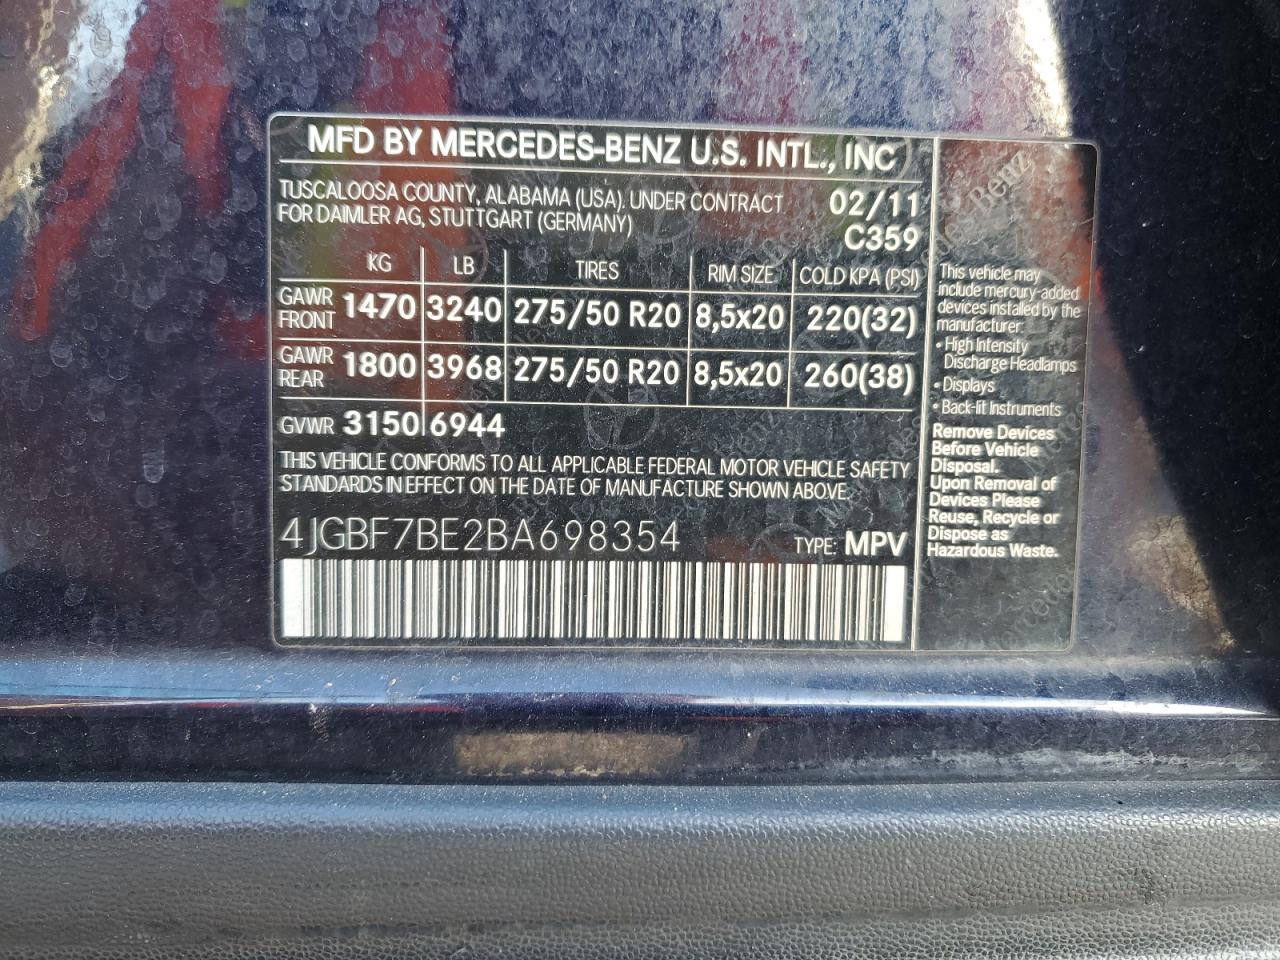 MFD BY MERCEDES-BENZ U.S. INTL., INC
TUSCALOOSA COUNTY, ALABAMA (USA). UNDER CONTRACT
FOR DAIMLER AG, STUTTGART (GERMANY)
02/11
C359
KG LB TIRES RIM SIZE COLD KPA (PSI)
GAWR FRONT 1470 3240 275/50 R20 8,5x20 220(32)
GAWR REAR 1800 3968 275/50 R20 8,5x20 260(38)
GVWR 3150 6944
THIS VEHICLE CONFORMS TO ALL APPLICABLE FEDERAL MOTOR VEHICLE SAFETY
STANDARDS IN EFFECT ON THE DATE OF MANUFACTURE SHOWN ABOVE.
4JGBF7BE2BA698354 TYPE: MPV
This vehicle may
include mercury-added
devices installed by the
manufacturer:
• High Intensity
Discharge Headlamps
• Displays
• Back-lit Instruments
Remove Devices
Before Vehicle
Disposal.
Upon Removal of
Devices Please
Reuse, Recycle or
Dispose as
Hazardous Waste.